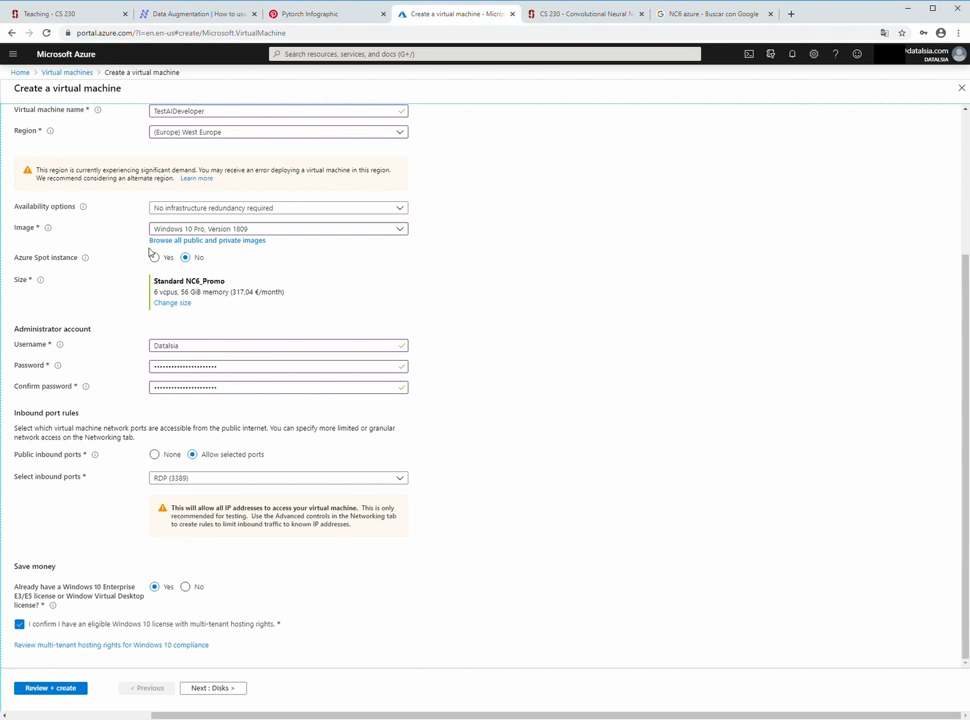 Teaching - CS 230
Data Augmentation | How to use
Pytorch Infographic
Create a virtual machine - Micros
CS 230 - Convolutional Neural N
NC6 azure - Buscar con Google
portal.azure.com/?l=en.en-us#create/Microsoft.VirtualMachine
Microsoft Azure
Search resources, services, and docs (G+/)
@datalsia.com
DATALSIA
Home > Virtual machines > Create a virtual machine
Create a virtual machine
Virtual machine name *
TestAIDeveloper
Region *
(Europe) West Europe
This region is currently experiencing significant demand. You may receive an error deploying a virtual machine in this region.
We recommend considering an alternate region. Learn more
Availability options
No infrastructure redundancy required
Image *
Windows 10 Pro, Version 1809
Browse all public and private images
Azure Spot instance
Yes No
Size *
Standard NC6_Promo
6 vcpus, 56 GiB memory (317,04 €/month)
Change size
Administrator account
Username *
Datalsia
Password *
Confirm password *
Inbound port rules
Select which virtual machine network ports are accessible from the public internet. You can specify more limited or granular
network access on the Networking tab.
Public inbound ports *
None Allow selected ports
Select inbound ports *
RDP (3389)
This will allow all IP addresses to access your virtual machine. This is only
recommended for testing. Use the Advanced controls in the Networking tab
to create rules to limit inbound traffic to known IP addresses.
Save money
Already have a Windows 10 Enterprise
E3/E5 license or Window Virtual Desktop
license? *
Yes No
I confirm I have an eligible Windows 10 license with multi-tenant hosting rights. *
Review multi-tenant hosting rights for Windows 10 compliance
Review + create
< Previous
Next : Disks >